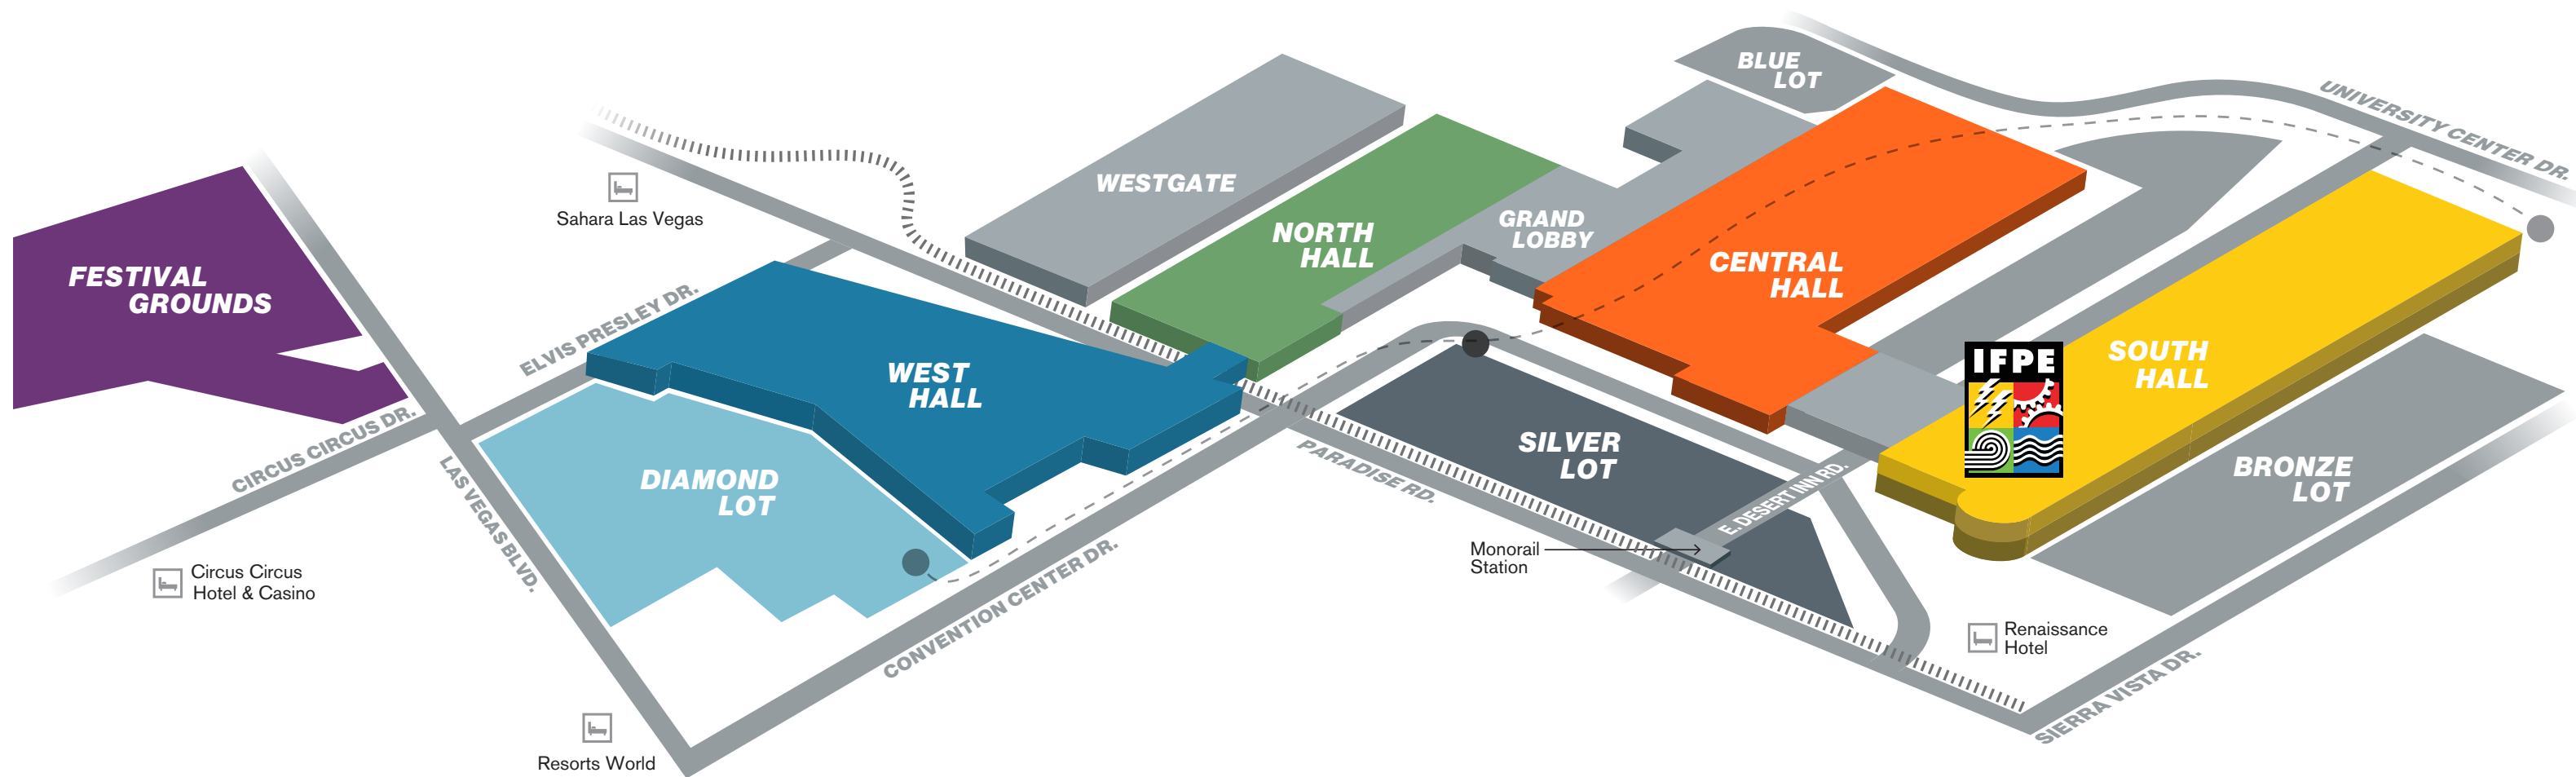 BLUE
LOT
UNIVERSITY CENTER DR.
WESTGATE
Sahara Las Vegas
NORTH
HALL
GRAND
LOBBY
CENTRAL
HALL
FESTIVAL
GROUNDS
ELVIS PRESLEY DR.
WEST
HALL
IFPE
SOUTH
HALL
CIRCUS CIRCUS DR.
LAS VEGAS BLVD.
DIAMOND
LOT
PARADISE RD.
SILVER
LOT
E. DESERT INN RD.
BRONZE
LOT
Monorail
Station
CONVENTION CENTER DR.
Circus Circus
Hotel & Casino
Renaissance
Hotel
SIERRA VISTA DR.
Resorts World